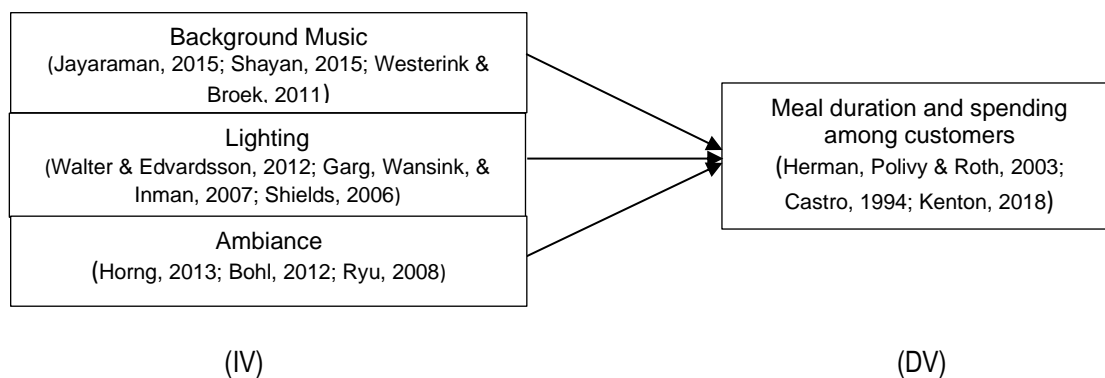 Background Music
(Jayaraman, 2015; Shayan, 2015; Westerink &
Broek, 2011)
Lighting
(Walter & Edvardsson, 2012; Garg, Wansink, &
Inman, 2007; Shields, 2006)
Ambiance
(Horng, 2013; Bohl, 2012; Ryu, 2008)
Meal duration and spending
among customers
(Herman, Polivy & Roth, 2003;
Castro, 1994; Kenton, 2018)
(IV)
(DV)